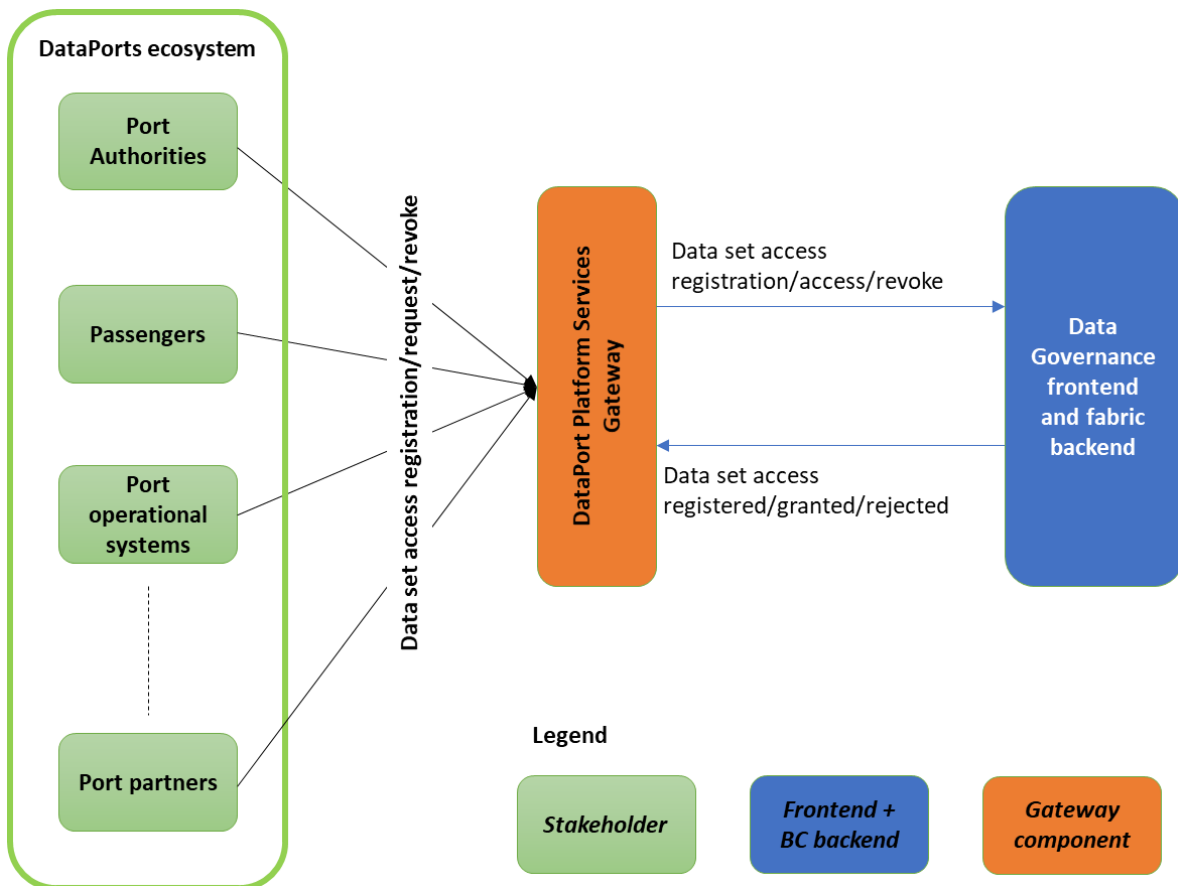 DataPorts ecosystem
Port
Authorities
Passengers
Port
operational
systems
Port partners
Data set access registration/request/revoke
DataPort Platform Services
Gateway
Data set access
registration/access/revoke
Data set access
registered/granted/rejected
Data
Governance
frontend
and fabric
backend
Legend
Stakeholder
Frontend +
BC backend
Gateway
component